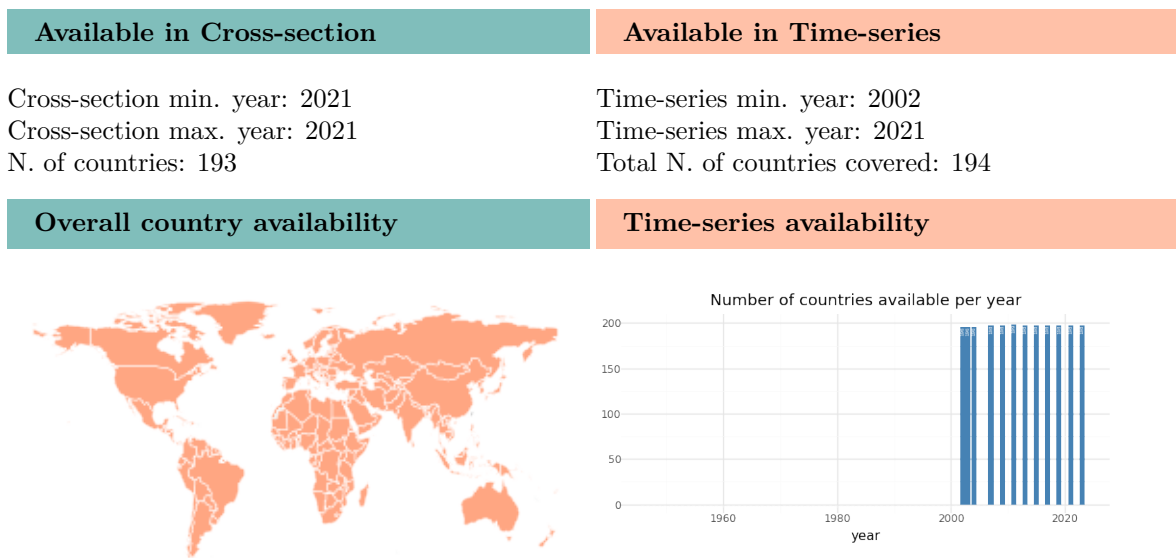 Available in Cross-section
Available in Time-series
Cross-section min. year: 2021
Cross-section max. year: 2021
N. of countries: 193
Time-series min. year: 2002
Time-series max. year: 2021
Total N. of countries covered: 194
Overall country availability
Time-series availability
Number of countries available per year
200
150
100
50
0
1960 1980 2000 2020
year